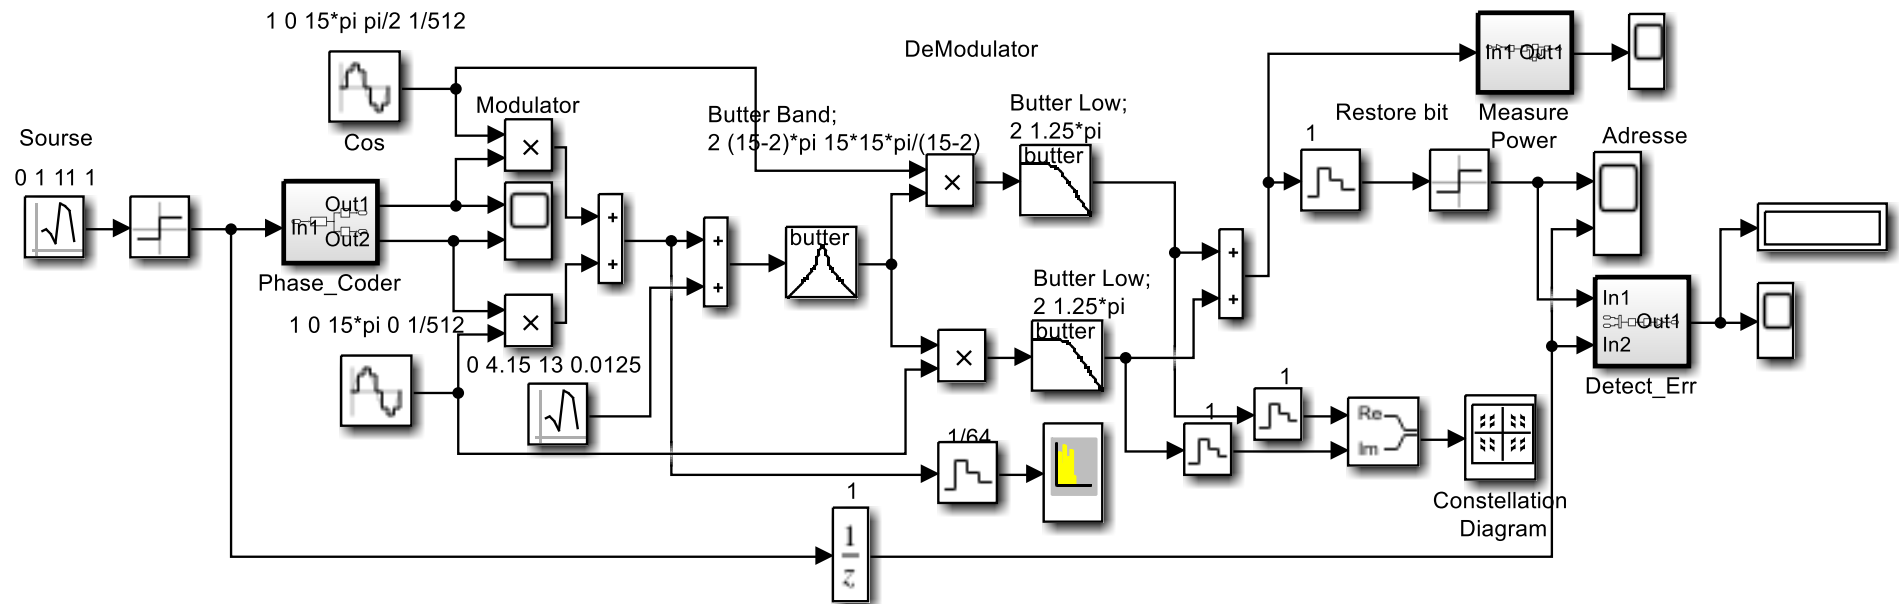 1 0 15*pi pi/2 1/512
DeModulator
Cos
Modulator
Sourse
0 1 11 1
In1
Out1
Out2
Phase_Coder
×
+
+
1 0 15*pi 0 1/512
×
0 4.15 13 0.0125
+
+
Butter Band;
2 (15-2)*pi 15*15*pi/(15-2)
butter
×
Butter Low;
2 1.25*pi
butter
×
Butter Low;
2 1.25*pi
butter
+
+
In1 Out1
Measure
Power
Restore bit
1
Adresse
In1
In2
Out1
Detect_Err
1
1
Re
Im
Constellation
Diagram
1/64
1
1
z